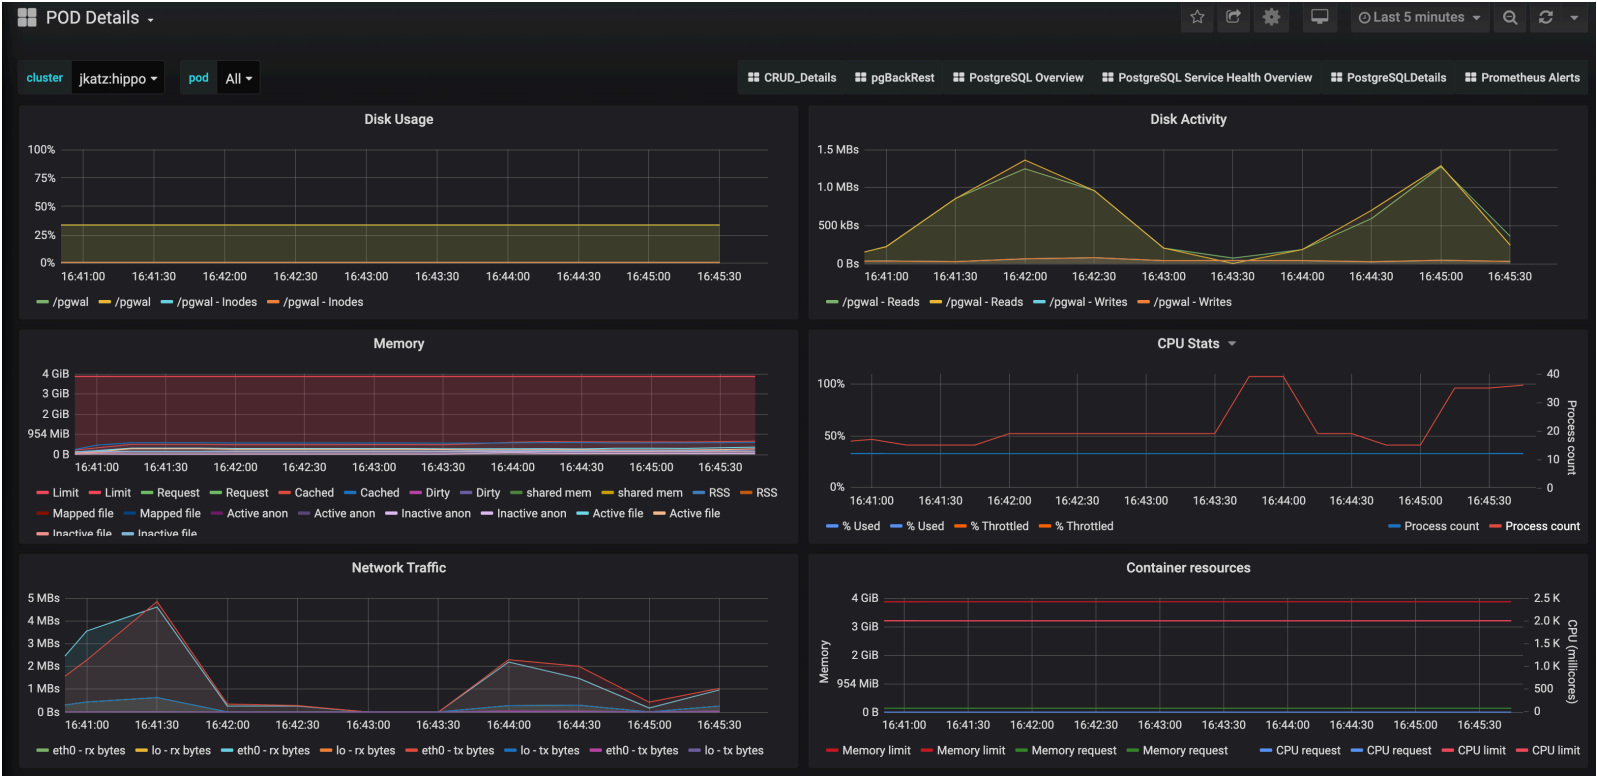 POD Details
Last 5 minutes
cluster jkatz:hippo pod All
CRUD_Details pgBackRest PostgreSQL Overview PostgreSQL Service Health Overview PostgreSQLDetails Prometheus Alerts
Disk Usage
100%
75%
50%
25%
0%
16:41:00 16:41:30 16:42:00 16:42:30 16:43:00 16:43:30 16:44:00 16:44:30 16:45:00 16:45:30
/pgwal /pgwal /pgwal - Inodes /pgwal - Inodes
Disk Activity
1.5 MBs
1.0 MBs
500 kBs
0 Bs
16:41:00 16:41:30 16:42:00 16:42:30 16:43:00 16:43:30 16:44:00 16:44:30 16:45:00 16:45:30
/pgwal - Reads /pgwal - Reads /pgwal - Writes /pgwal - Writes
Memory
4 GiB
3 GiB
2 GiB
954 MiB
0 B
16:41:00 16:41:30 16:42:00 16:42:30 16:43:00 16:43:30 16:44:00 16:44:30 16:45:00 16:45:30
Limit Limit Request Request Cached Cached Dirty Dirty shared mem shared mem RSS RSS
Mapped file Mapped file Active anon Active anon Inactive anon Inactive anon Active file Active file
Inactive file Inactive file
CPU Stats
100%
50%
0%
40
30
20
10
0
Process count
16:41:00 16:41:30 16:42:00 16:42:30 16:43:00 16:43:30 16:44:00 16:44:30 16:45:00 16:45:30
% Used % Used % Throttled % Throttled Process count Process count
Network Traffic
5 MBs
4 MBs
3 MBs
2 MBs
1 MBs
0 Bs
16:41:00 16:41:30 16:42:00 16:42:30 16:43:00 16:43:30 16:44:00 16:44:30 16:45:00 16:45:30
eth0 - rx bytes lo - rx bytes eth0 - rx bytes lo - rx bytes eth0 - tx bytes lo - tx bytes eth0 - tx bytes lo - tx bytes
Container resources
Memory
4 GiB
3 GiB
2 GiB
954 MiB
0 B
2.5 K
2.0 K
1.5 K
1.0 K
500
0
CPU (millicores)
16:41:00 16:41:30 16:42:00 16:42:30 16:43:00 16:43:30 16:44:00 16:44:30 16:45:00 16:45:30
Memory limit Memory limit Memory request Memory request CPU request CPU request CPU limit CPU limit